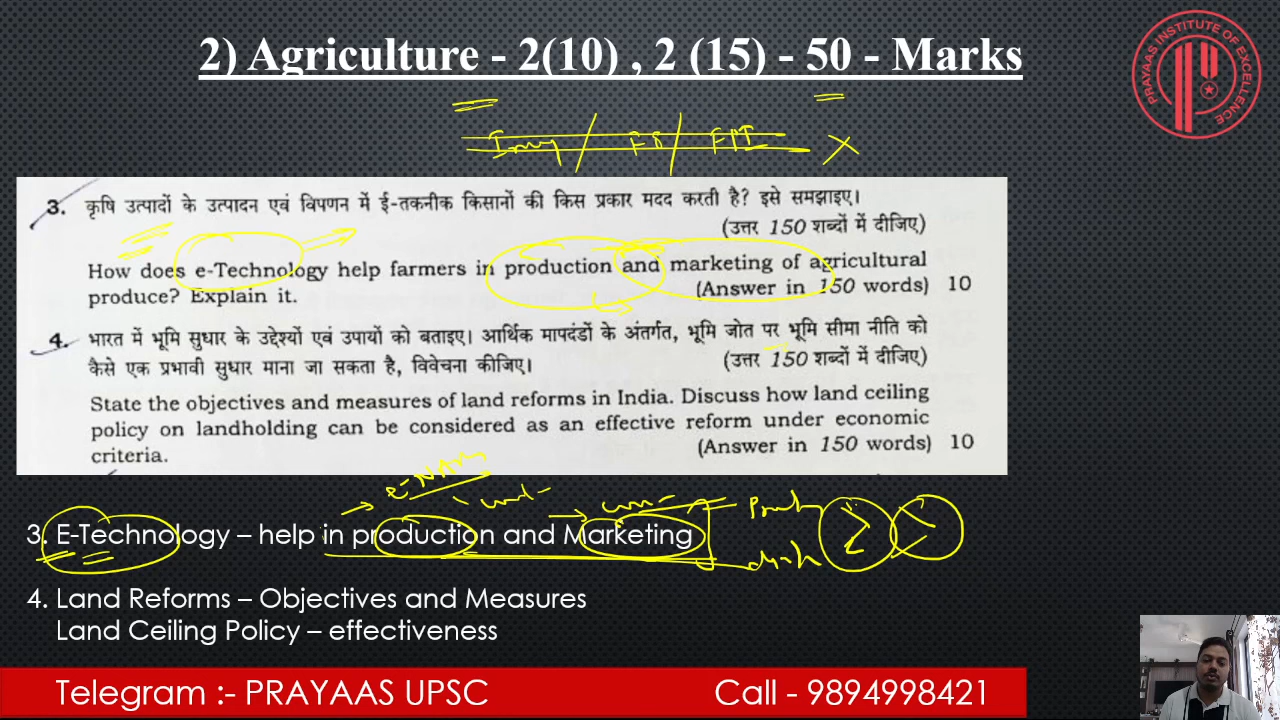 2) Agriculture - 2(10) , 2 (15) - 50 - Marks
PRAYAAS INSTITUTE OF EXCELLENCE
FPI
3. कृषि उत्पादों के उत्पादन एवं विपणन में ई-तकनीक किसानों की किस प्रकार मदद करती है? इसे समझाइए।
(उत्तर 150 शब्दों में दीजिए)
How does e-Technology help farmers in production and marketing of agricultural
produce? Explain it. (Answer in 150 words) 10
4. भारत में भूमि सुधार के उद्देश्यों एवं उपायों को बताइए। आर्थिक मापदंडों के अंतर्गत, भूमि जोत पर भूमि सीमा नीति को
कैसे एक प्रभावी सुधार माना जा सकता है, विवेचना कीजिए। (उत्तर 150 शब्दों में दीजिए)
State the objectives and measures of land reforms in India. Discuss how land ceiling
policy on landholding can be considered as an effective reform under economic
criteria. (Answer in 150 words) 10
e-NAM
3. E-Technology – help in production and Marketing
4. Land Reforms – Objectives and Measures
Land Ceiling Policy – effectiveness
Telegram :- PRAYAAS UPSC Call - 9894998421